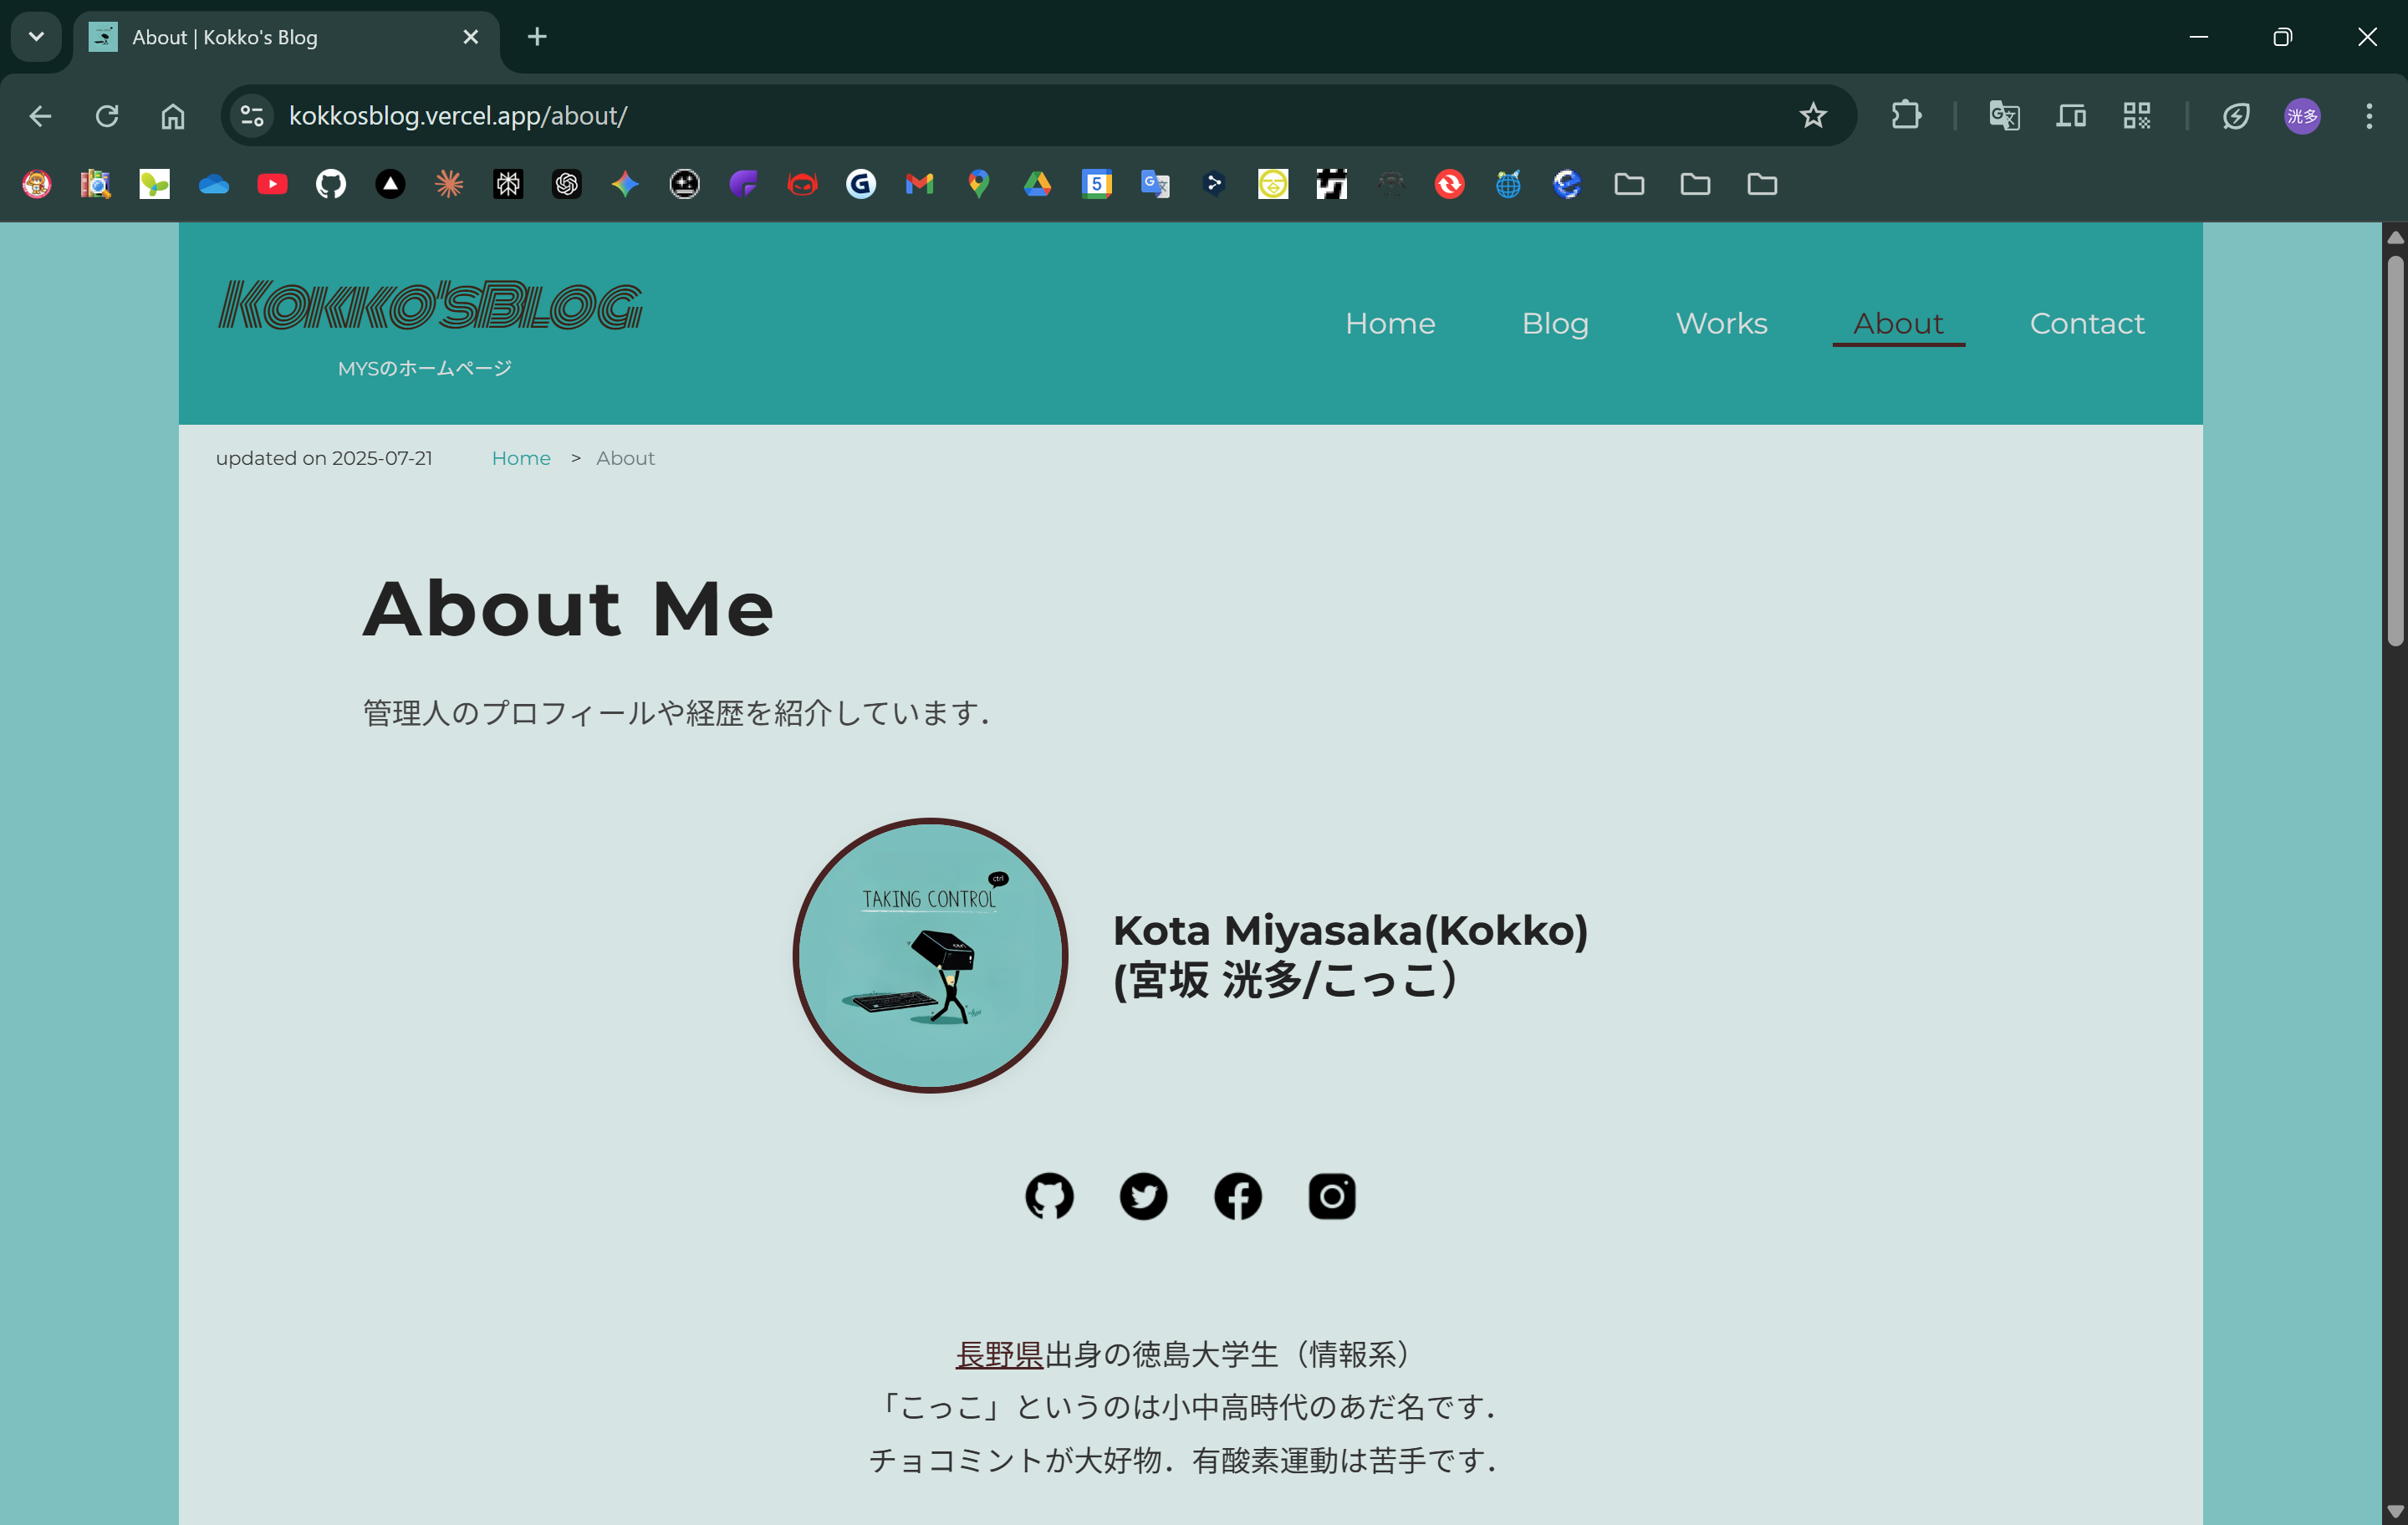 About | Kokko's Blog
kokkosblog.vercel.app/about/
洸多
Kokko'sBlog
MYSのホームページ
Home
Blog
Works
About
Contact
updated on 2025-07-21 Home > About
About Me
管理人のプロフィールや経歴を紹介しています．
ctrl
TAKING CONTROL
Kota Miyasaka(Kokko)
(宮坂 洸多/こっこ）
長野県出身の徳島大学生（情報系）
「こっこ」というのは小中高時代のあだ名です．
チョコミントが大好物．有酸素運動は苦手です．